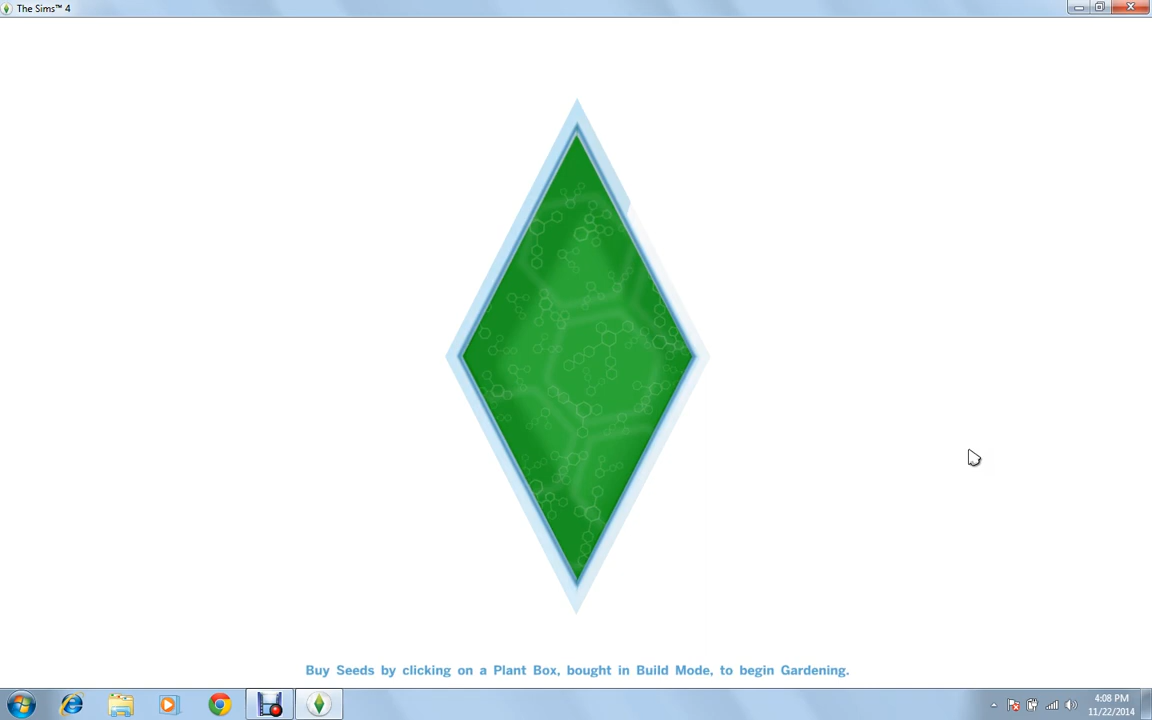 The Sims™ 4
Buy Seeds by clicking on a Plant Box, bought in Build Mode, to begin Gardening.
4:08 PM
11/22/2014